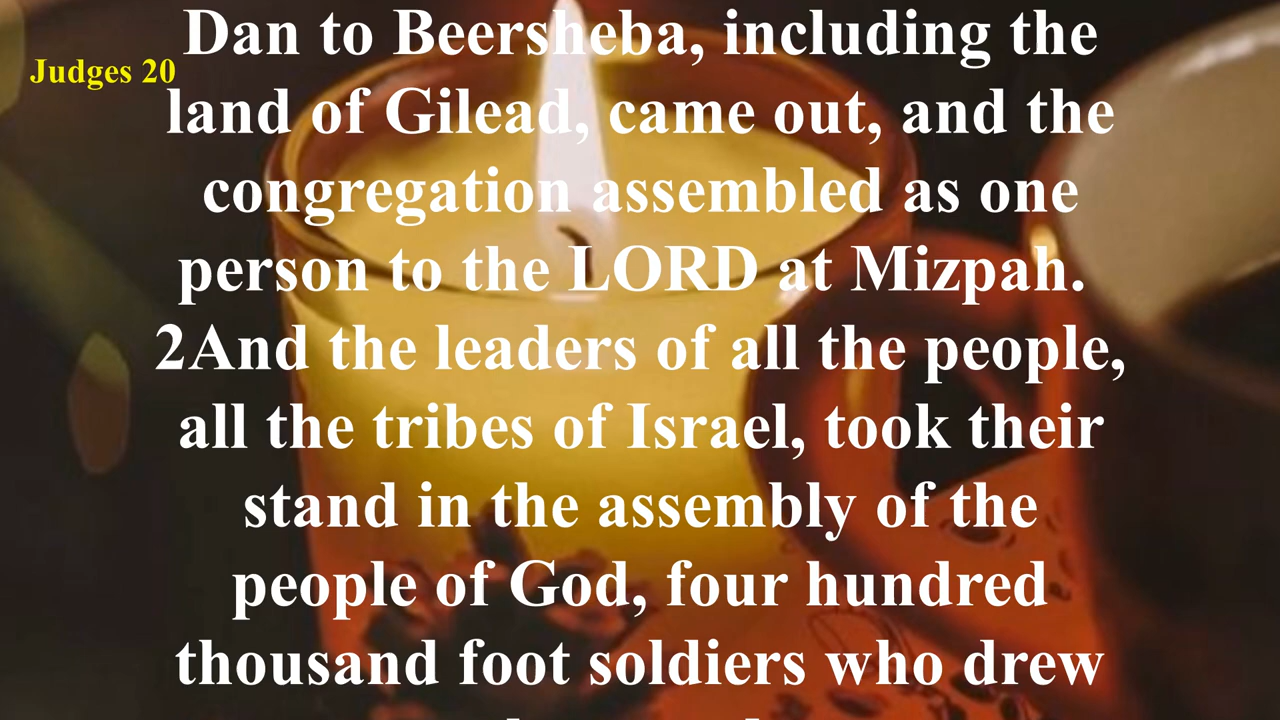 Judges 20
Dan to Beersheba, including the
land of Gilead, came out, and the
congregation assembled as one
person to the LORD at Mizpah.
2And the leaders of all the people,
all the tribes of Israel, took their
stand in the assembly of the
people of God, four hundred
thousand foot soldiers who drew